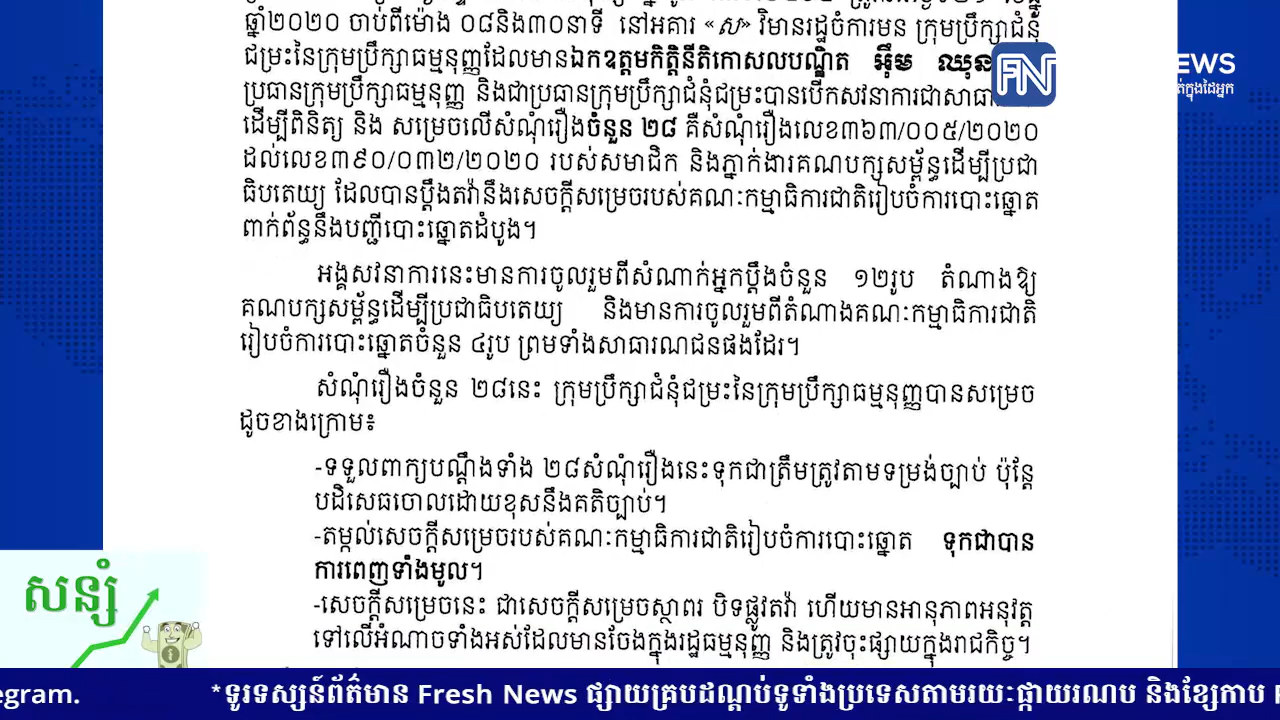 ឆ្នាំ២០២០ ចាប់ពីម៉ោង ០៨និង៣០នាទី នៅអគារ «ស» វិមានរដ្ឋចំការមន ក្រុមប្រឹក្សាជំនុំ
ជម្រះនៃក្រុមប្រឹក្សាធម្មនុញ្ញដែលមានឯកឧត្តមកិត្តិនីតិកោសលបណ្ឌិត អ៊ឹម ឈុន
ប្រធានក្រុមប្រឹក្សាធម្មនុញ្ញ និងជាប្រធានក្រុមប្រឹក្សាជំនុំជម្រះបានបើកសវនាការជាសាធា
ដើម្បីពិនិត្យ និង សម្រេចលើសំណុំរឿងចំនួន ២៨ គឺសំណុំរឿងលេខ៣៦៣/០០៥/២០២០
ដល់លេខ៣៩០/០៣២/២០២០ របស់សមាជិក និងភ្នាក់ងារគណបក្សសម្ព័ន្ធដើម្បីប្រជា
ធិបតេយ្យ ដែលបានប្តឹងតវ៉ានឹងសេចក្តីសម្រេចរបស់គណៈកម្មាធិការជាតិរៀបចំការបោះឆ្នោត
ពាក់ព័ន្ធនឹងបញ្ជីបោះឆ្នោតដំបូង។
អង្គសវនាការនេះមានការចូលរួមពីសំណាក់អ្នកប្តឹងចំនួន ១២រូប តំណាងឱ្យ
គណបក្សសម្ព័ន្ធដើម្បីប្រជាធិបតេយ្យ និងមានការចូលរួមពីតំណាងគណៈកម្មាធិការជាតិ
រៀបចំការបោះឆ្នោតចំនួន ៤រូប ព្រមទាំងសាធារណជនផងដែរ។
សំណុំរឿងចំនួន ២៨នេះ ក្រុមប្រឹក្សាជំនុំជម្រះនៃក្រុមប្រឹក្សាធម្មនុញ្ញបានសម្រេច
ដូចខាងក្រោម៖
-ទទួលពាក្យបណ្តឹងទាំង ២៨សំណុំរឿងនេះទុកជាត្រឹមត្រូវតាមទម្រង់ច្បាប់ ប៉ុន្តែ
បដិសេធចោលដោយខុសនឹងគតិច្បាប់។
-តម្កល់សេចក្តីសម្រេចរបស់គណៈកម្មាធិការជាតិរៀបចំការបោះឆ្នោត ទុកជាបាន
ការពេញទាំងមូល។
-សេចក្តីសម្រេចនេះ ជាសេចក្តីសម្រេចស្ថាពរ បិទផ្លូវតវ៉ា ហើយមានអានុភាពអនុវត្ត
ទៅលើអំណាចទាំងអស់ដែលមានចែងក្នុងរដ្ឋធម្មនុញ្ញ និងត្រូវចុះផ្សាយក្នុងរាជកិច្ច។
FN
EWS
ក់ក្នុងដៃអ្នក
សន្សំ
egram. *ទូរទស្សន៍ព័ត៌មាន Fresh News ផ្សាយគ្របដណ្តប់ទូទាំងប្រទេសតាមរយៈផ្កាយរណប និងខ្សែកាប